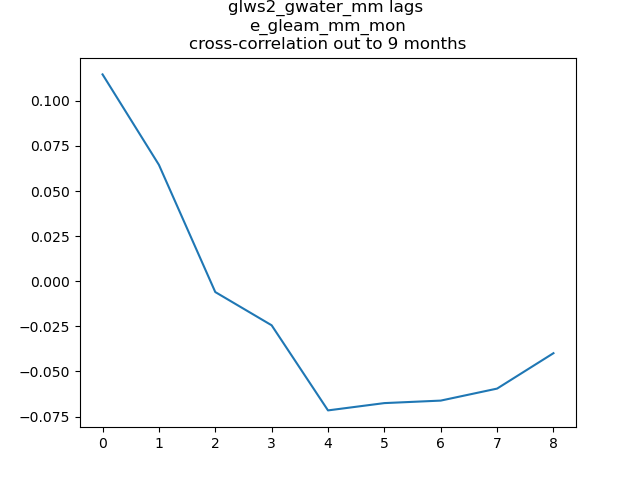 glws2_gwater_mm lags
e_gleam_mm_mon
cross-correlation out to 9 months
0.100
0.075
0.050
0.025
0.000
−0.025
−0.050
−0.075
0 1 2 3 4 5 6 7 8